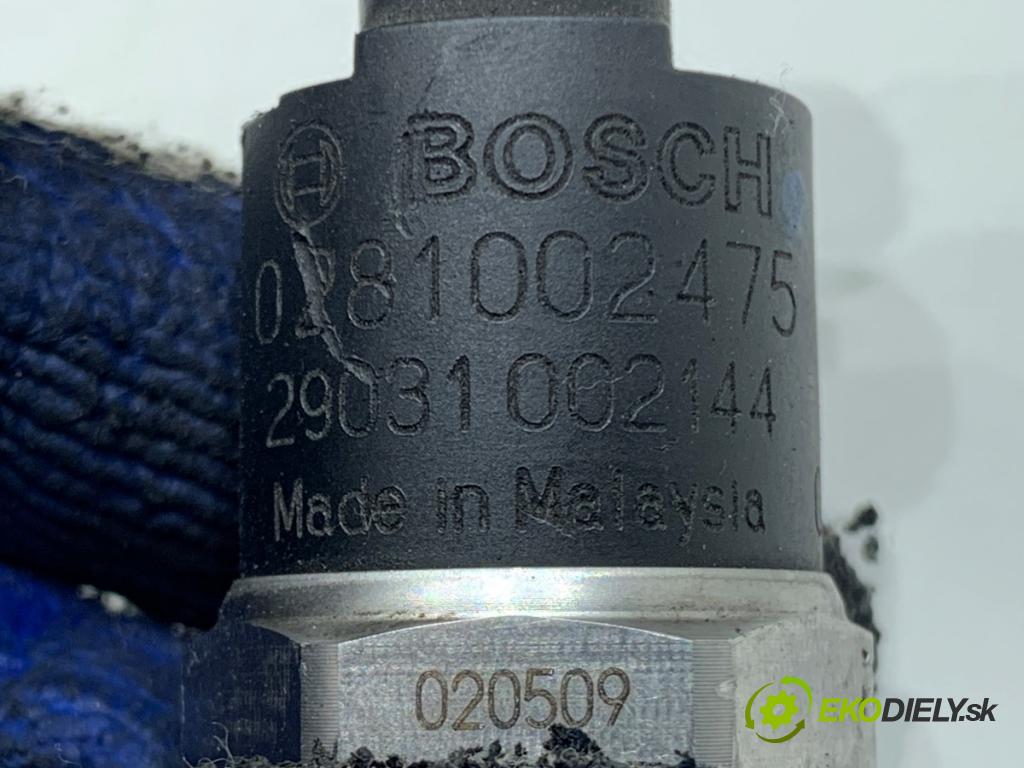 BOSCH
0281002475
29031002144
Made in Malaysia
020509
EKODIELY.sk